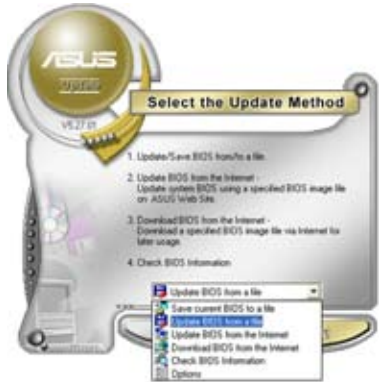 ASUS
Update
Select the Update Method
1. Update/Save BIOS from/to a file.
2. Update BIOS from the Internet -
Update system BIOS using a specified BIOS image file
on ASUS Web Site.
3. Download BIOS from the Internet -
Download a specified BIOS image file via Internet for
later usage.
4. Check BIOS Information
Update BIOS from a file
Save current BIOS to a file
Update BIOS from a file
Update BIOS from the Internet
Download BIOS from the Internet
Check BIOS Information
Options